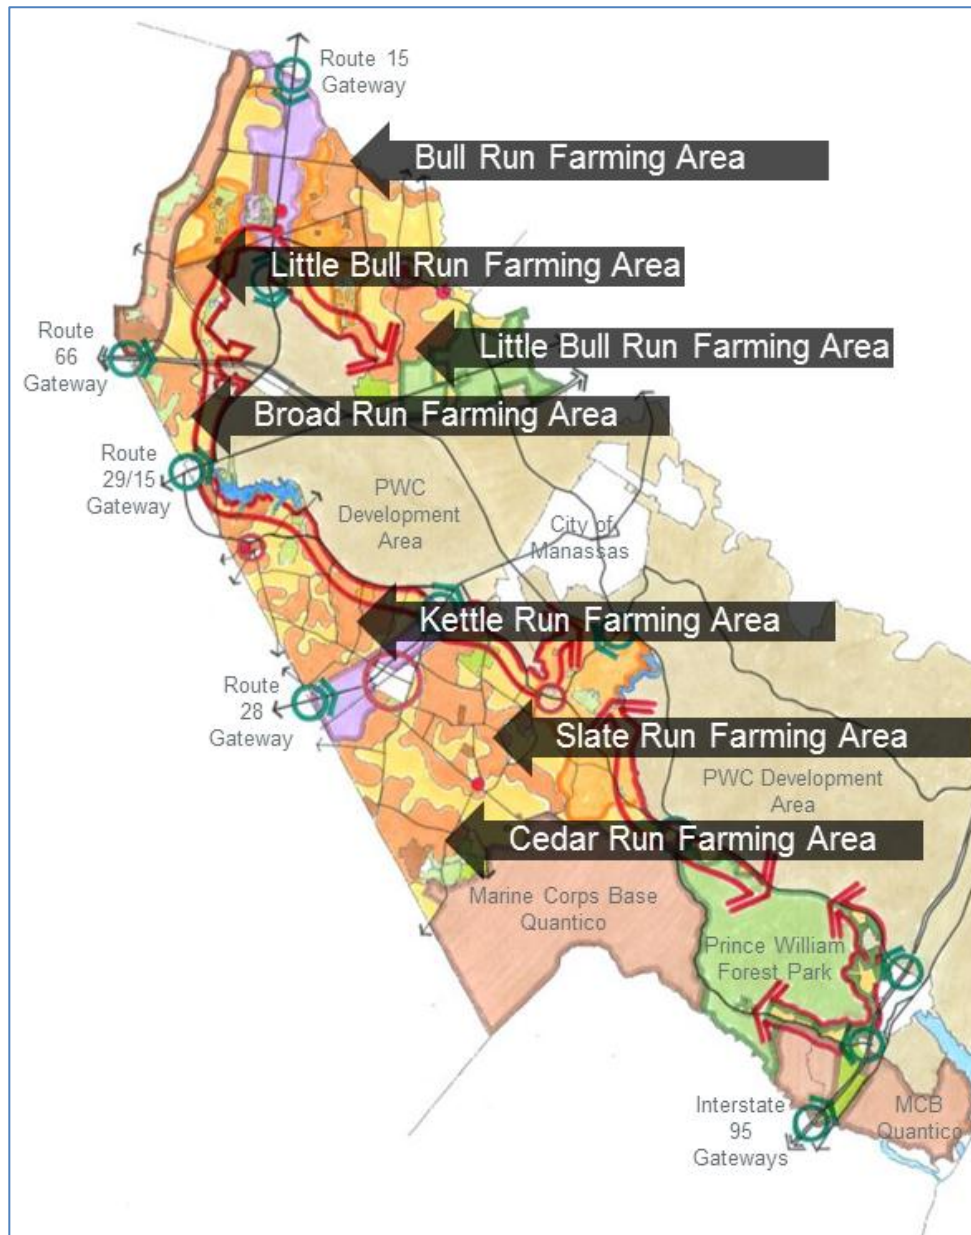 Route 15
Gateway
Bull Run Farming Area
Little Bull Run Farming Area
Route
66
Gateway
Little Bull Run Farming Area
Broad Run Farming Area
Route
29/15
Gateway
PWC
Development
Area
City of
Manassas
Kettle Run Farming Area
Route
28
Gateway
Slate Run Farming Area
PWC Development
Area
Cedar Run Farming Area
Marine Corps Base
Quantico
Prince William
Forest Park
Interstate
95
Gateways
MCB
Quantico